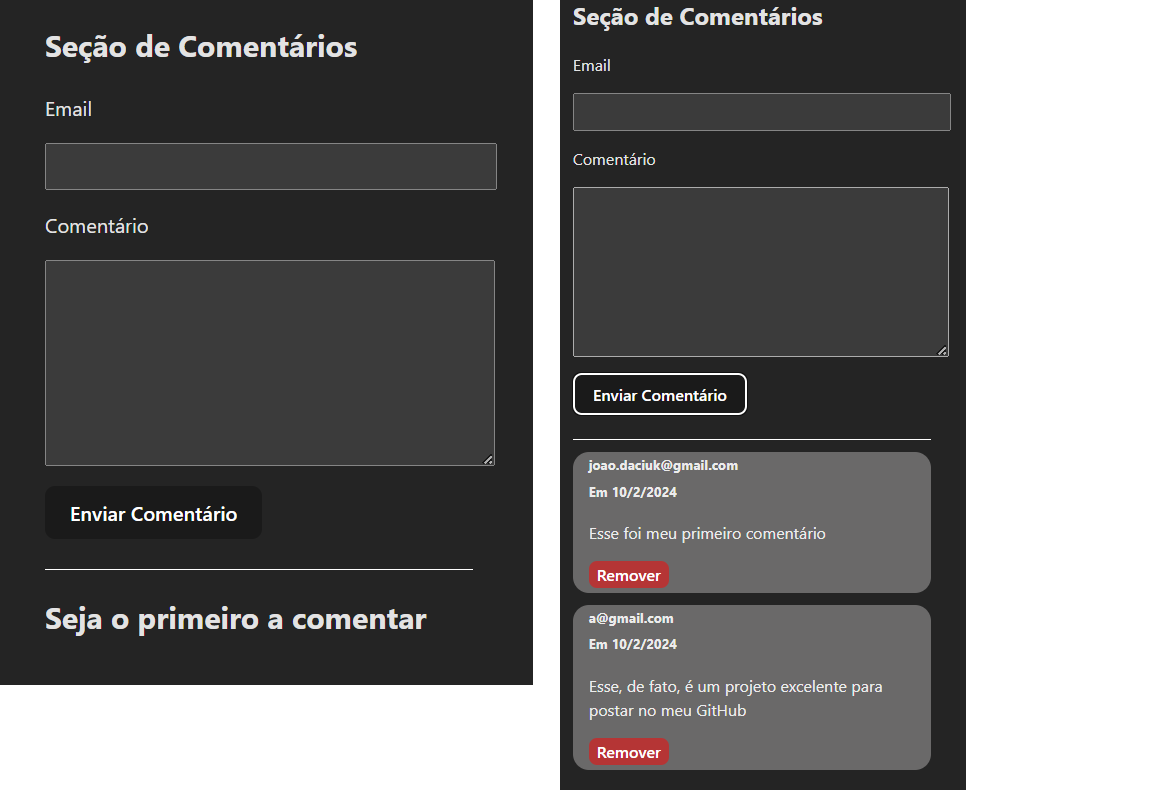 Seção de Comentários
Email
Comentário
Enviar Comentário
Seja o primeiro a comentar
Seção de Comentários
Email
Comentário
Enviar Comentário
joao.daciuk@gmail.com
Em 10/2/2024
Esse foi meu primeiro comentário
Remover
a@gmail.com
Em 10/2/2024
Esse, de fato, é um projeto excelente para
postar no meu GitHub
Remover